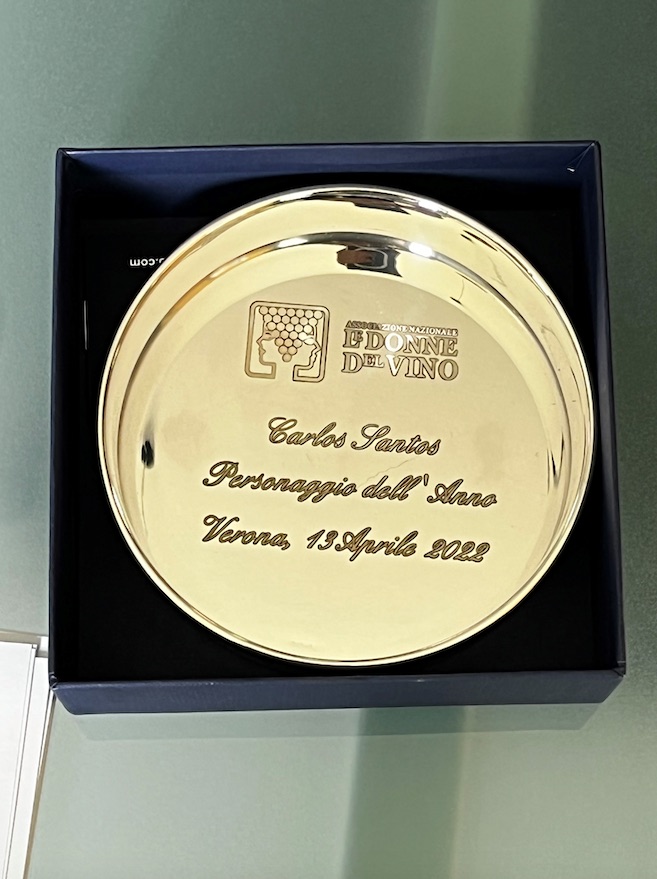 ASSOCIAZIONE NAZIONALE
LE DONNE
DEL VINO
Carlos Santos
Personaggio dell'Anno
Verona, 13 Aprile 2022